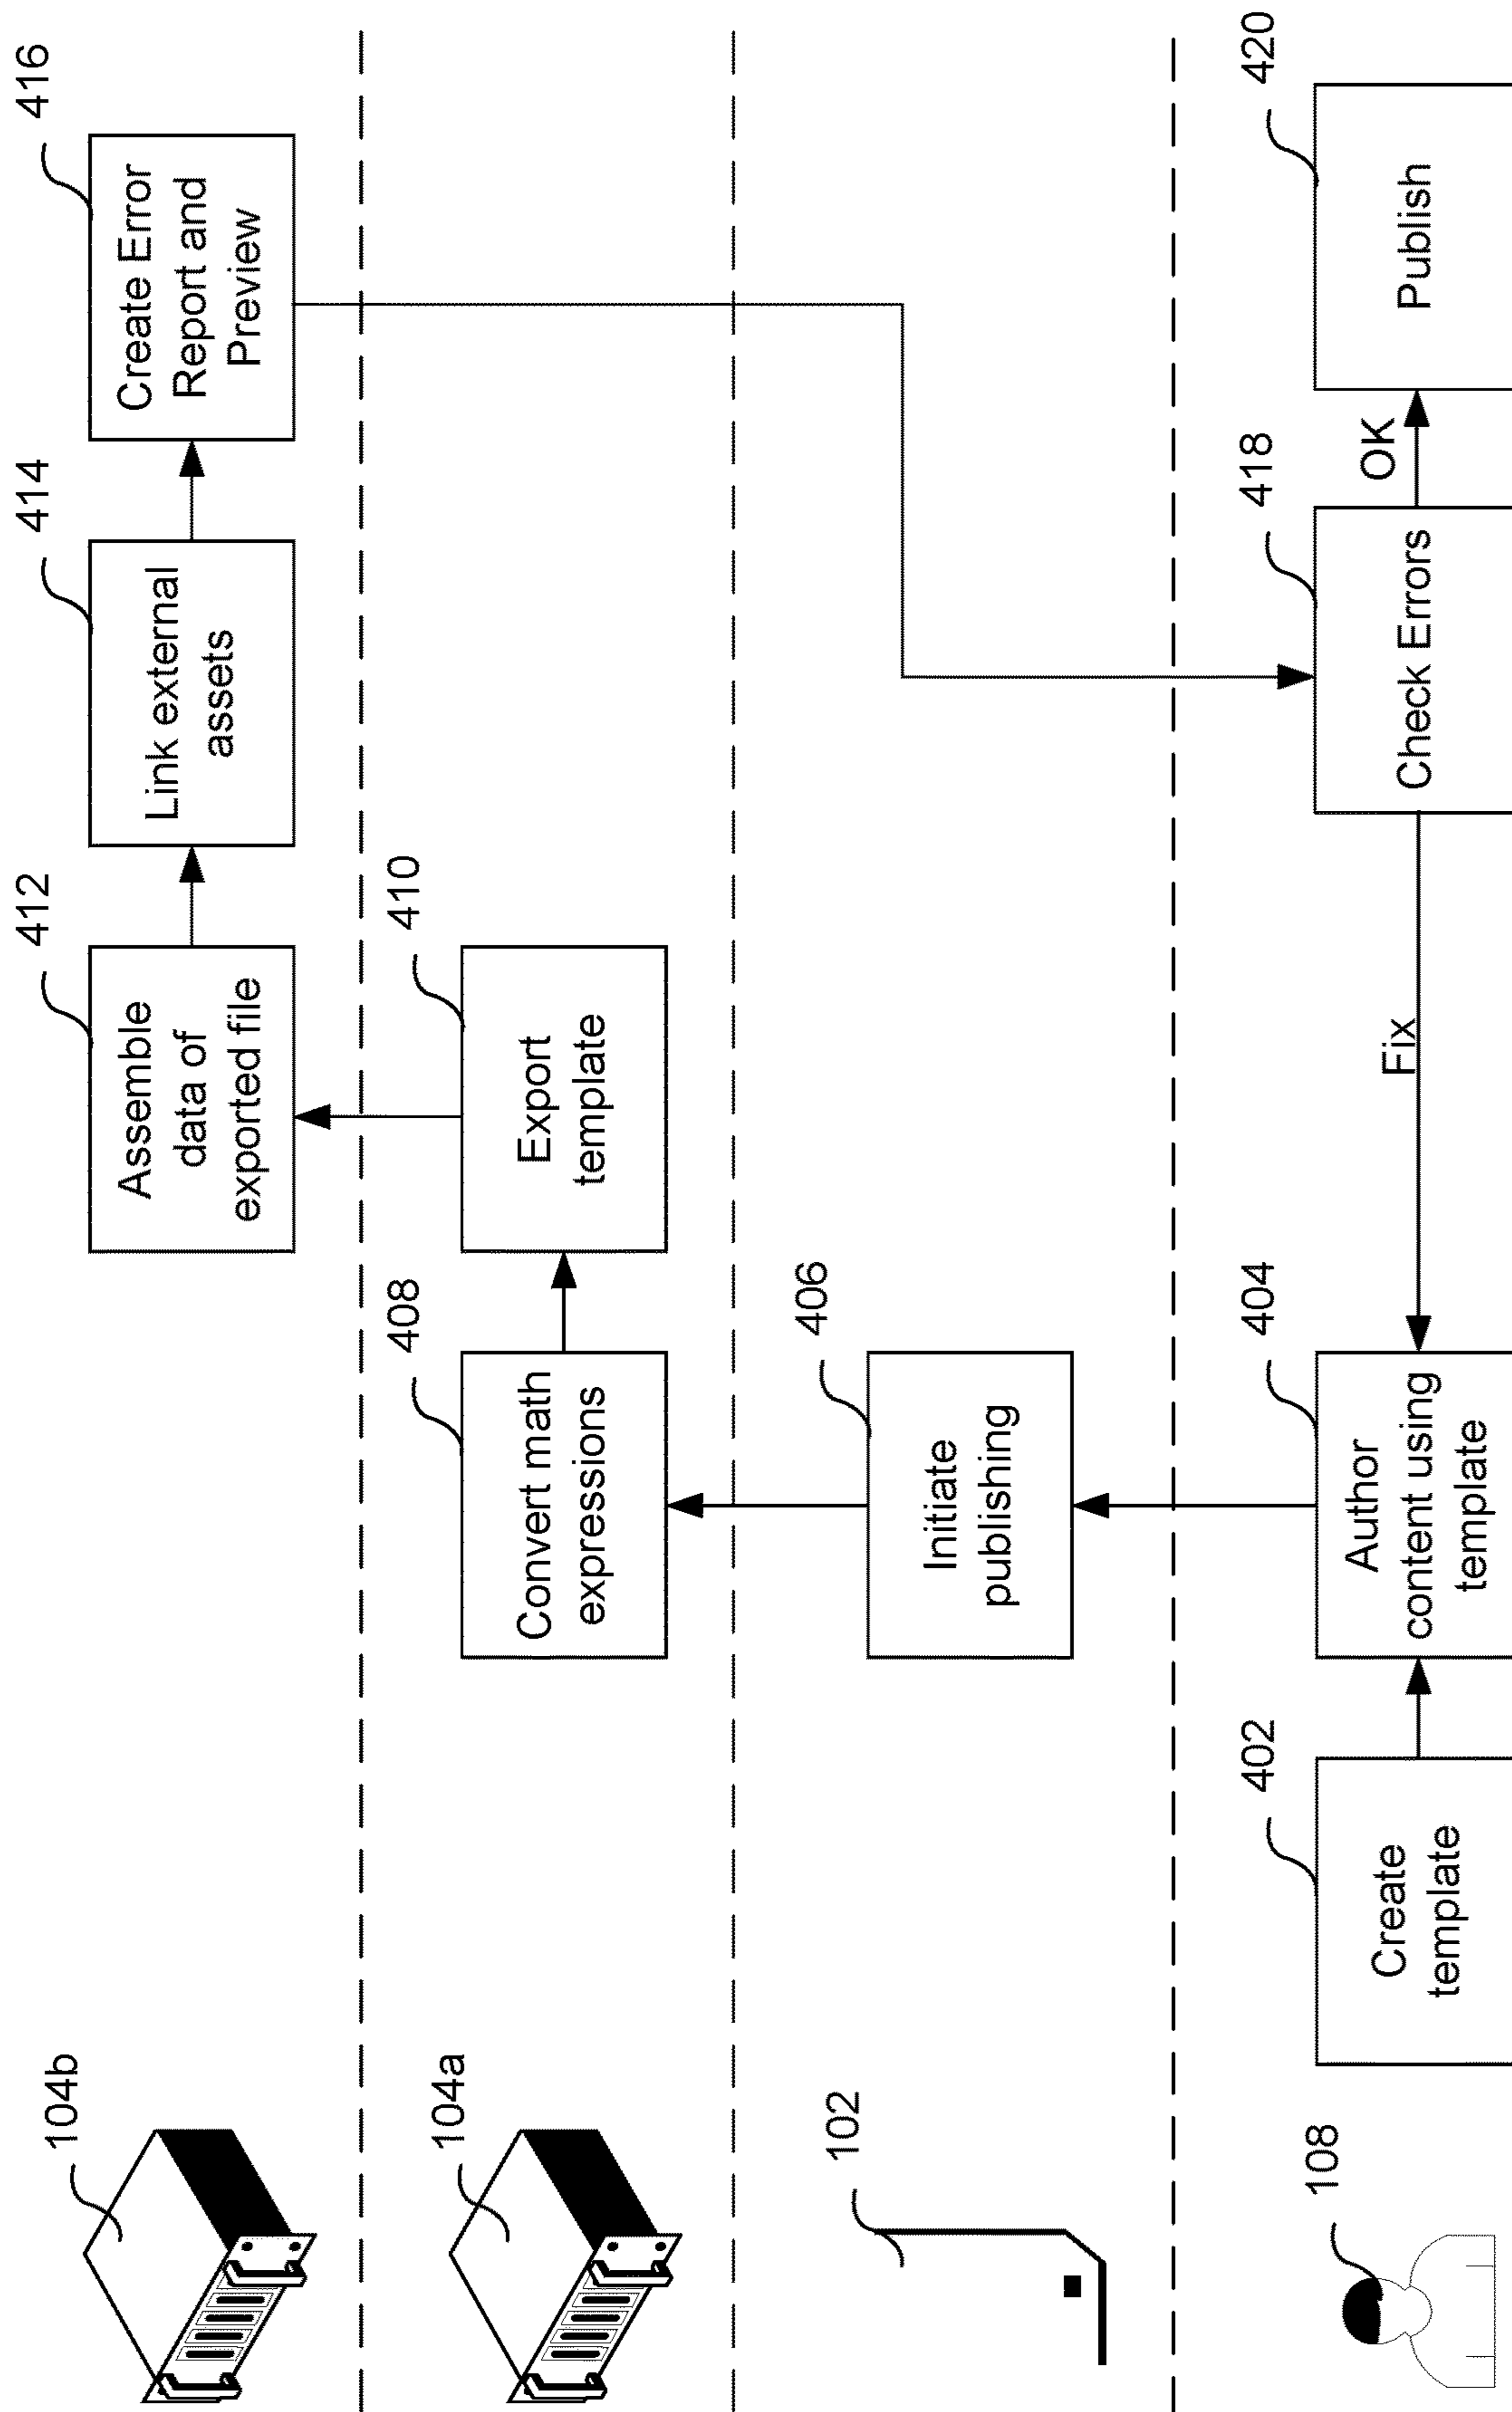 104b
412
Assemble
data of
exported file
414
Link external
assets
416
Create Error
Report and
Preview
104a
408
Convert math
expressions
410
Export
template
102
406
Initiate
publishing
108
402
Create
template
404
Author
content using
template
Fix
418
Check Errors
OK
420
Publish